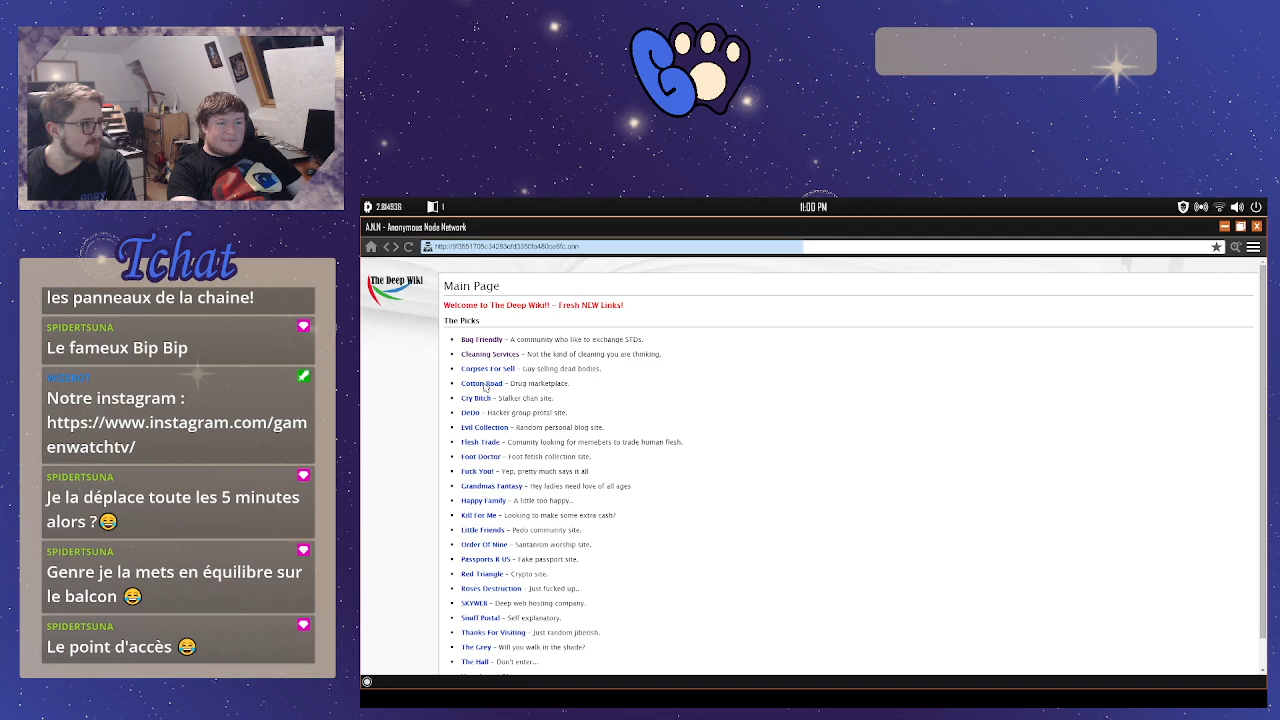 Tchat
les panneaux de la chaine!
SPIDERTSUNA
Le fameux Bip Bip
WIZEBOT
Notre instagram :
https://www.instagram.com/gam
enwatchtv/
SPIDERTSUNA
Je la déplace toute les 5 minutes
alors ?😂
SPIDERTSUNA
Genre je la mets en équilibre sur
le balcon 😂
SPIDERTSUNA
Le point d'accès 😂
2.814936
1
11:00 PM
A.N.N - Anonymous Node Network
The Deep Wiki
Main Page
Welcome to The Deep Wiki!! - Fresh NEW Links!
The Picks
Bug Friendly - A community who like to exchange STDs.
Cleaning Services - Not the kind of cleaning you are thinking.
Corpses For Sell - Guy selling dead bodies.
Cotton Road - Drug marketplace.
Cry Bitch - Stalker chan site.
DeDo - Hacker group protal site.
Evil Collection - Random personal blog site.
Flesh Trade - Comunity looking for memebers to trade human flesh.
Foot Doctor - Foot fetish collection site.
Fuck You! - Yep, pretty much says it all
Grandmas Fantasy - Hey ladies need love of all ages
Happy Family - A little too happy..
Kill For Me - Looking to make some extra cash?
Little Friends - Pedo community site.
Order Of Nine - Santanism worship site.
Passports R US - Fake passport site.
Red Triangle - Crypto site.
Roses Destruction - Just fucked up..
SKYWEB - Deep web hosting company.
Snuff Portal - Self explanatory.
Thanks For Visiting - Just random jiberish.
The Grey - Will you walk in the shade?
The Hall - Don't enter...